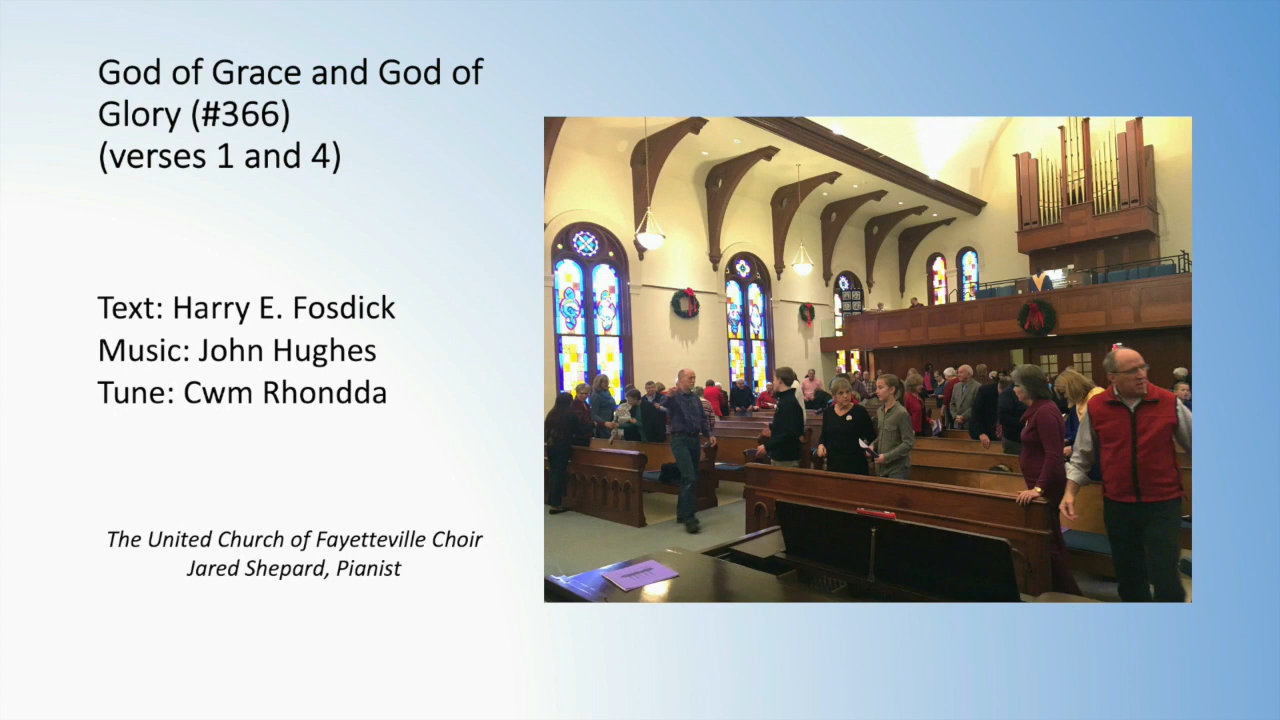 God of Grace and God of
Glory (#366)
(verses 1 and 4)
Text: Harry E. Fosdick
Music: John Hughes
Tune: Cwm Rhondda
The United Church of Fayetteville Choir
Jared Shepard, Pianist